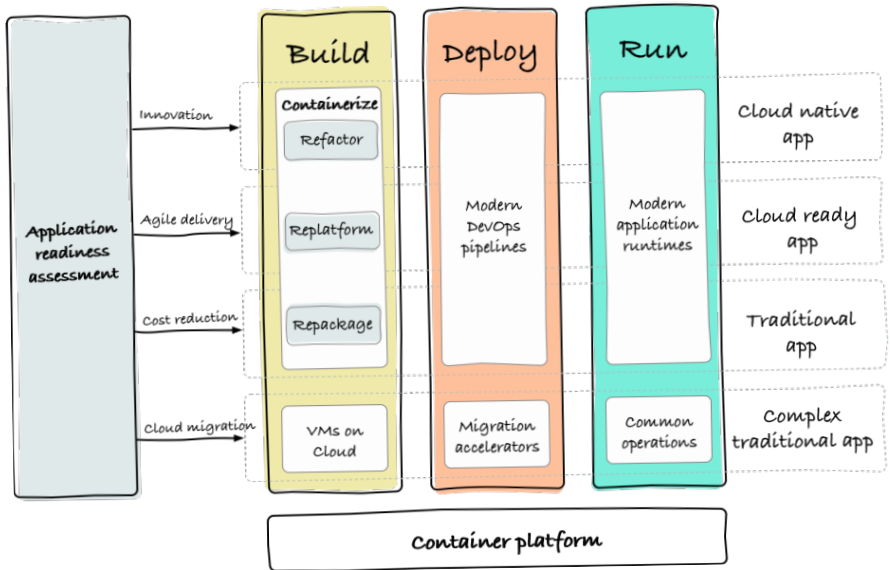 Build
Deploy
Run
Containerize
Innovation
Refactor
Cloud native
app
Application
readiness
assessment
Agile delivery
Replatform
Modern
DevOps
pipelines
Modern
application
runtimes
Cloud ready
app
Cost reduction
Repackage
Traditional
app
Cloud migration
VMs on
Cloud
Migration
accelerators
Common
operations
Complex
traditional app
Container platform